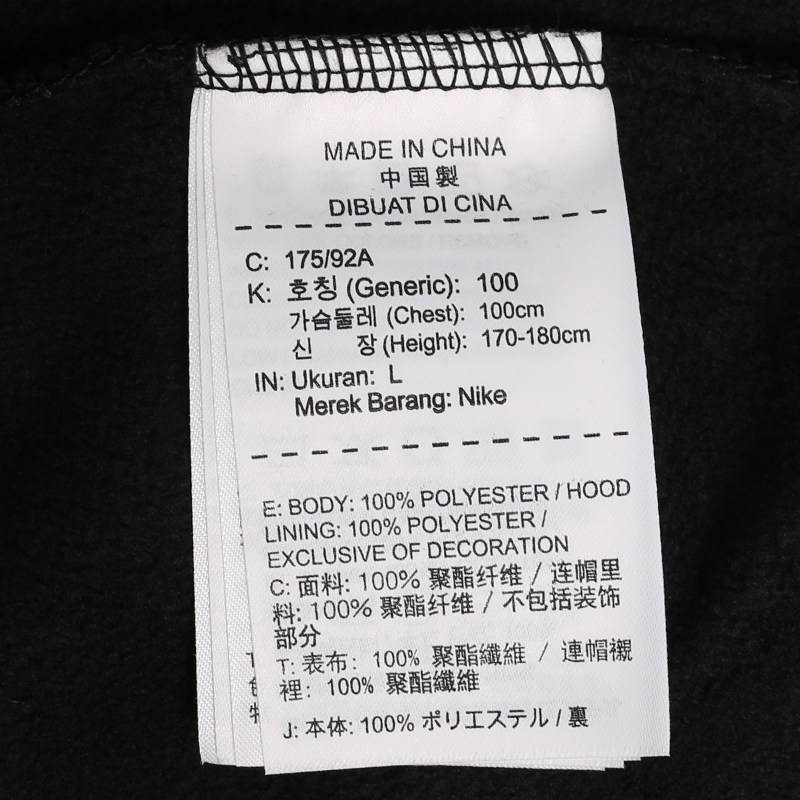 MADE IN CHINA
中国製
DIBUAT DI CINA
C: 175/92A
K: 호칭 (Generic): 100
가슴둘레 (Chest): 100cm
신 장 (Height): 170-180cm
IN: Ukuran: L
Merek Barang: Nike
E: BODY: 100% POLYESTER / HOOD
LINING: 100% POLYESTER /
EXCLUSIVE OF DECORATION
C: 面料: 100% 聚酯纤维 / 连帽里
料: 100% 聚酯纤维 / 不包括装饰
部分
T: 表布: 100% 聚酯纖維 / 連帽襯
裡: 100% 聚酯纖維
J: 本体: 100% ポリエステル / 裏